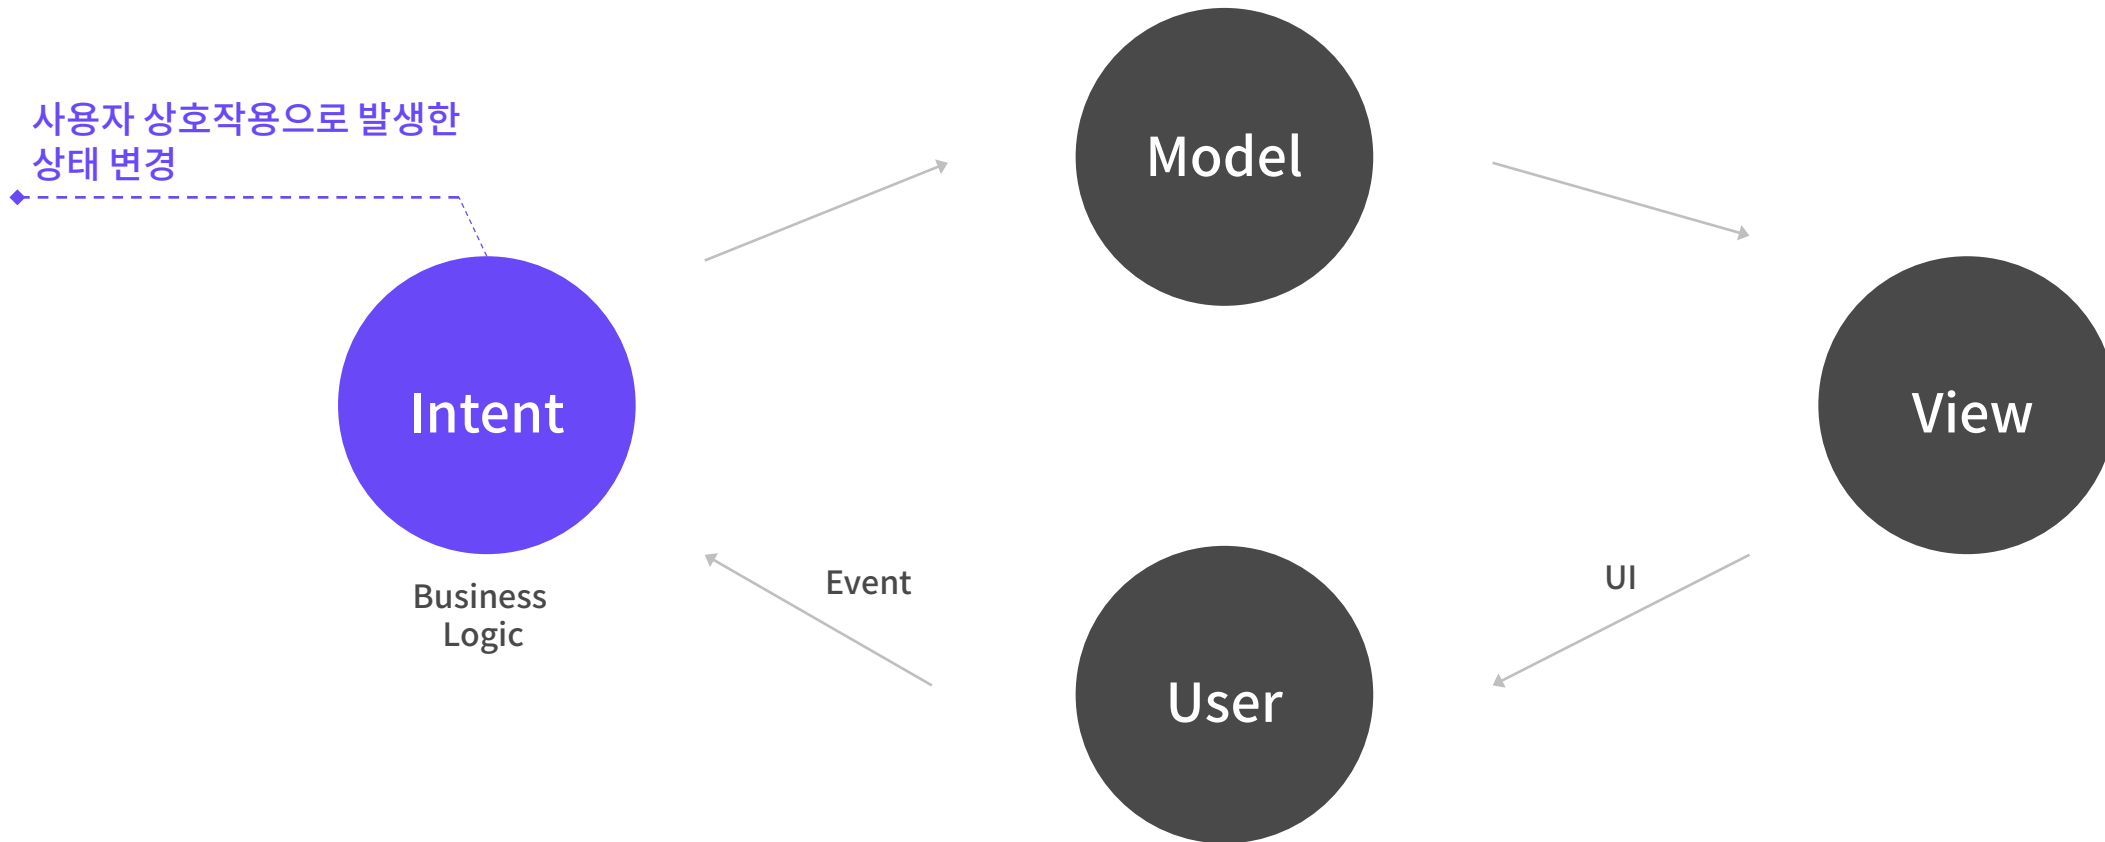 사용자 상호작용으로 발생한
상태 변경
Model
Intent
View
Business
Logic
Event
UI
User